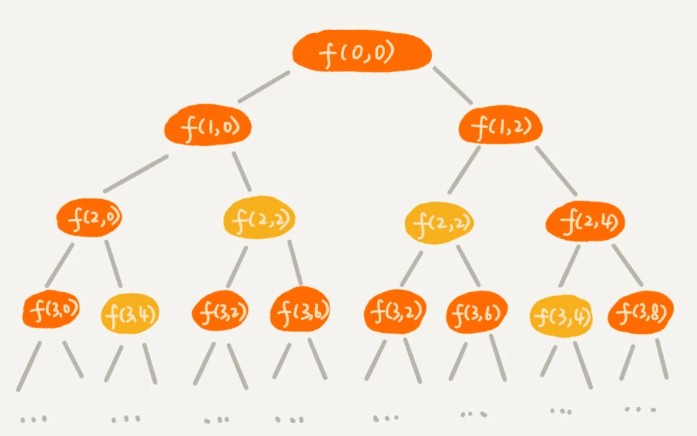 f(0,0)
f(1,0) f(1,2)
f(2,0) f(2,2) f(2,2) f(2,4)
f(3,0) f(3,4) f(3,2) f(3,6) f(3,2) f(3,6) f(3,4) f(3,8)
... ... ... ... ... ... ... ...